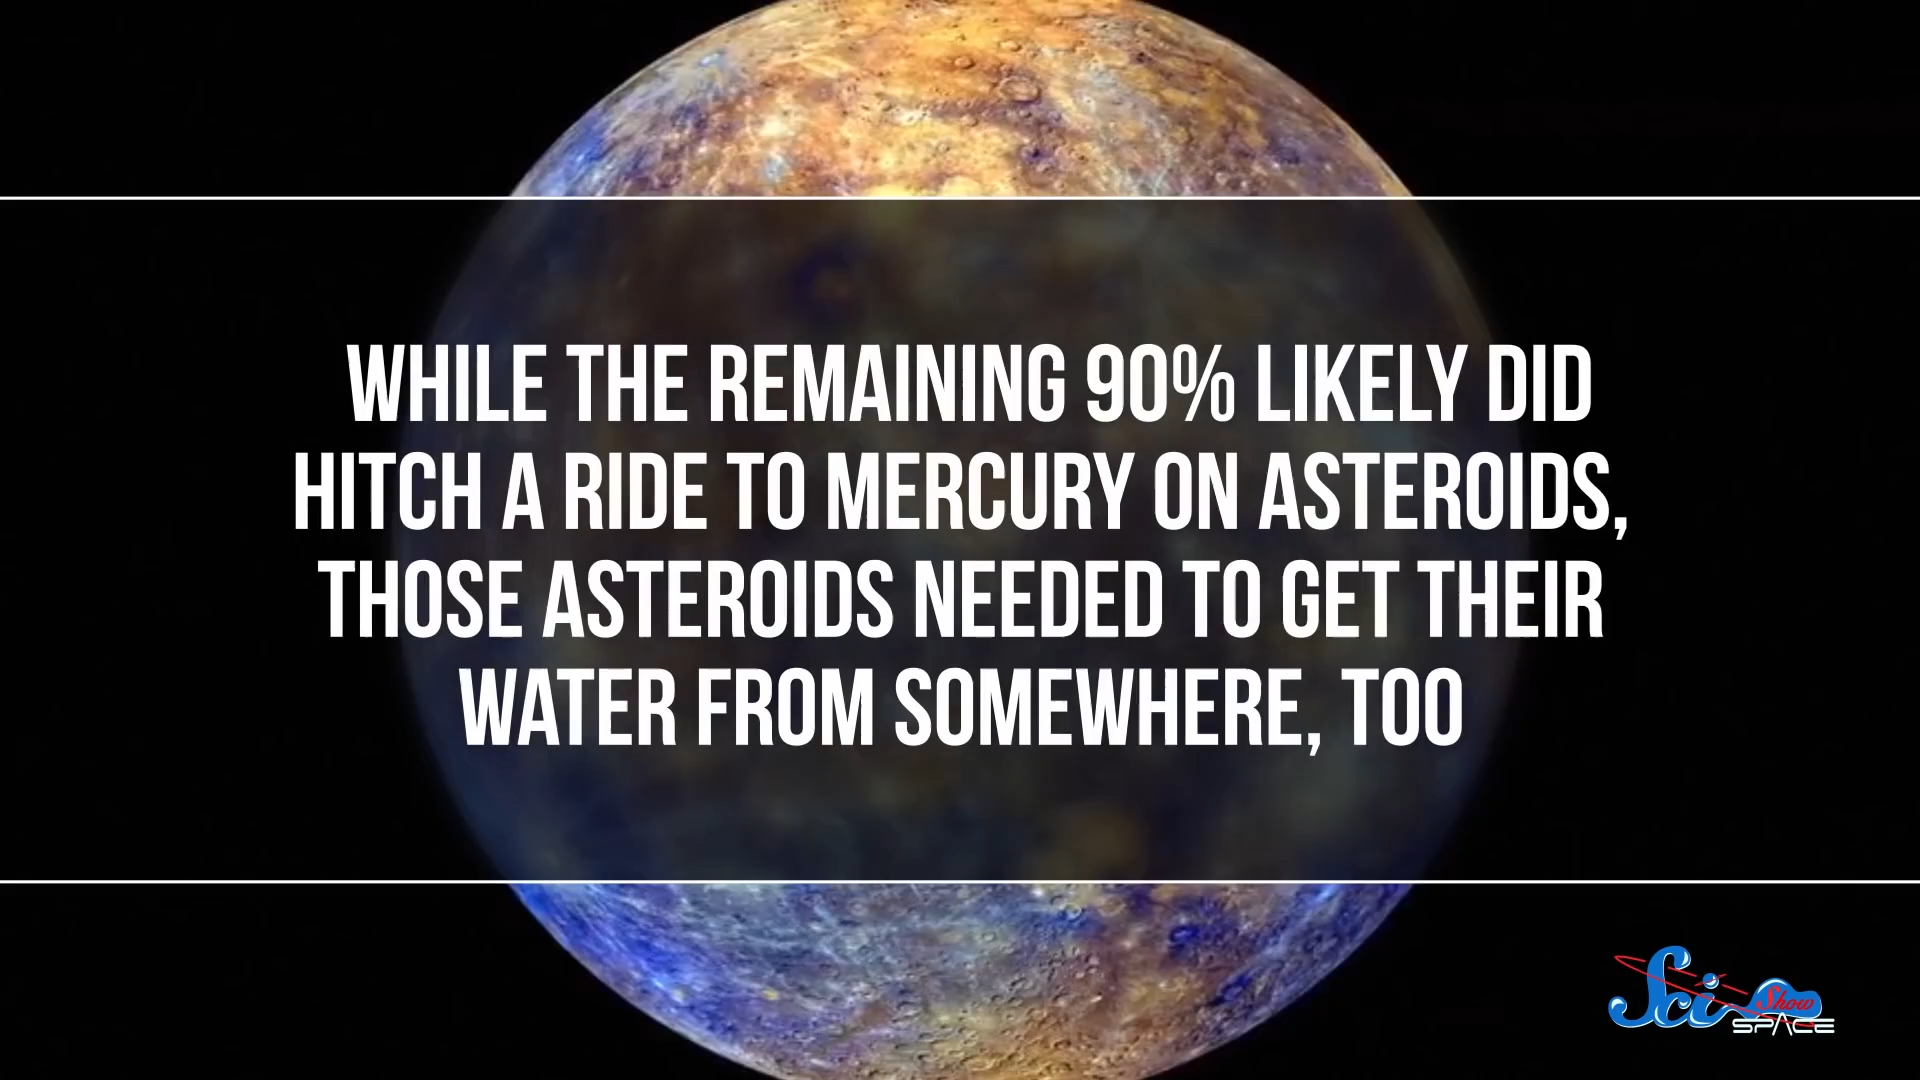 WHILE THE REMAINING 90% LIKELY DID
HITCH A RIDE TO MERCURY ON ASTEROIDS,
THOSE ASTEROIDS NEEDED TO GET THEIR
WATER FROM SOMEWHERE, TOO
Sci Show
SPACE